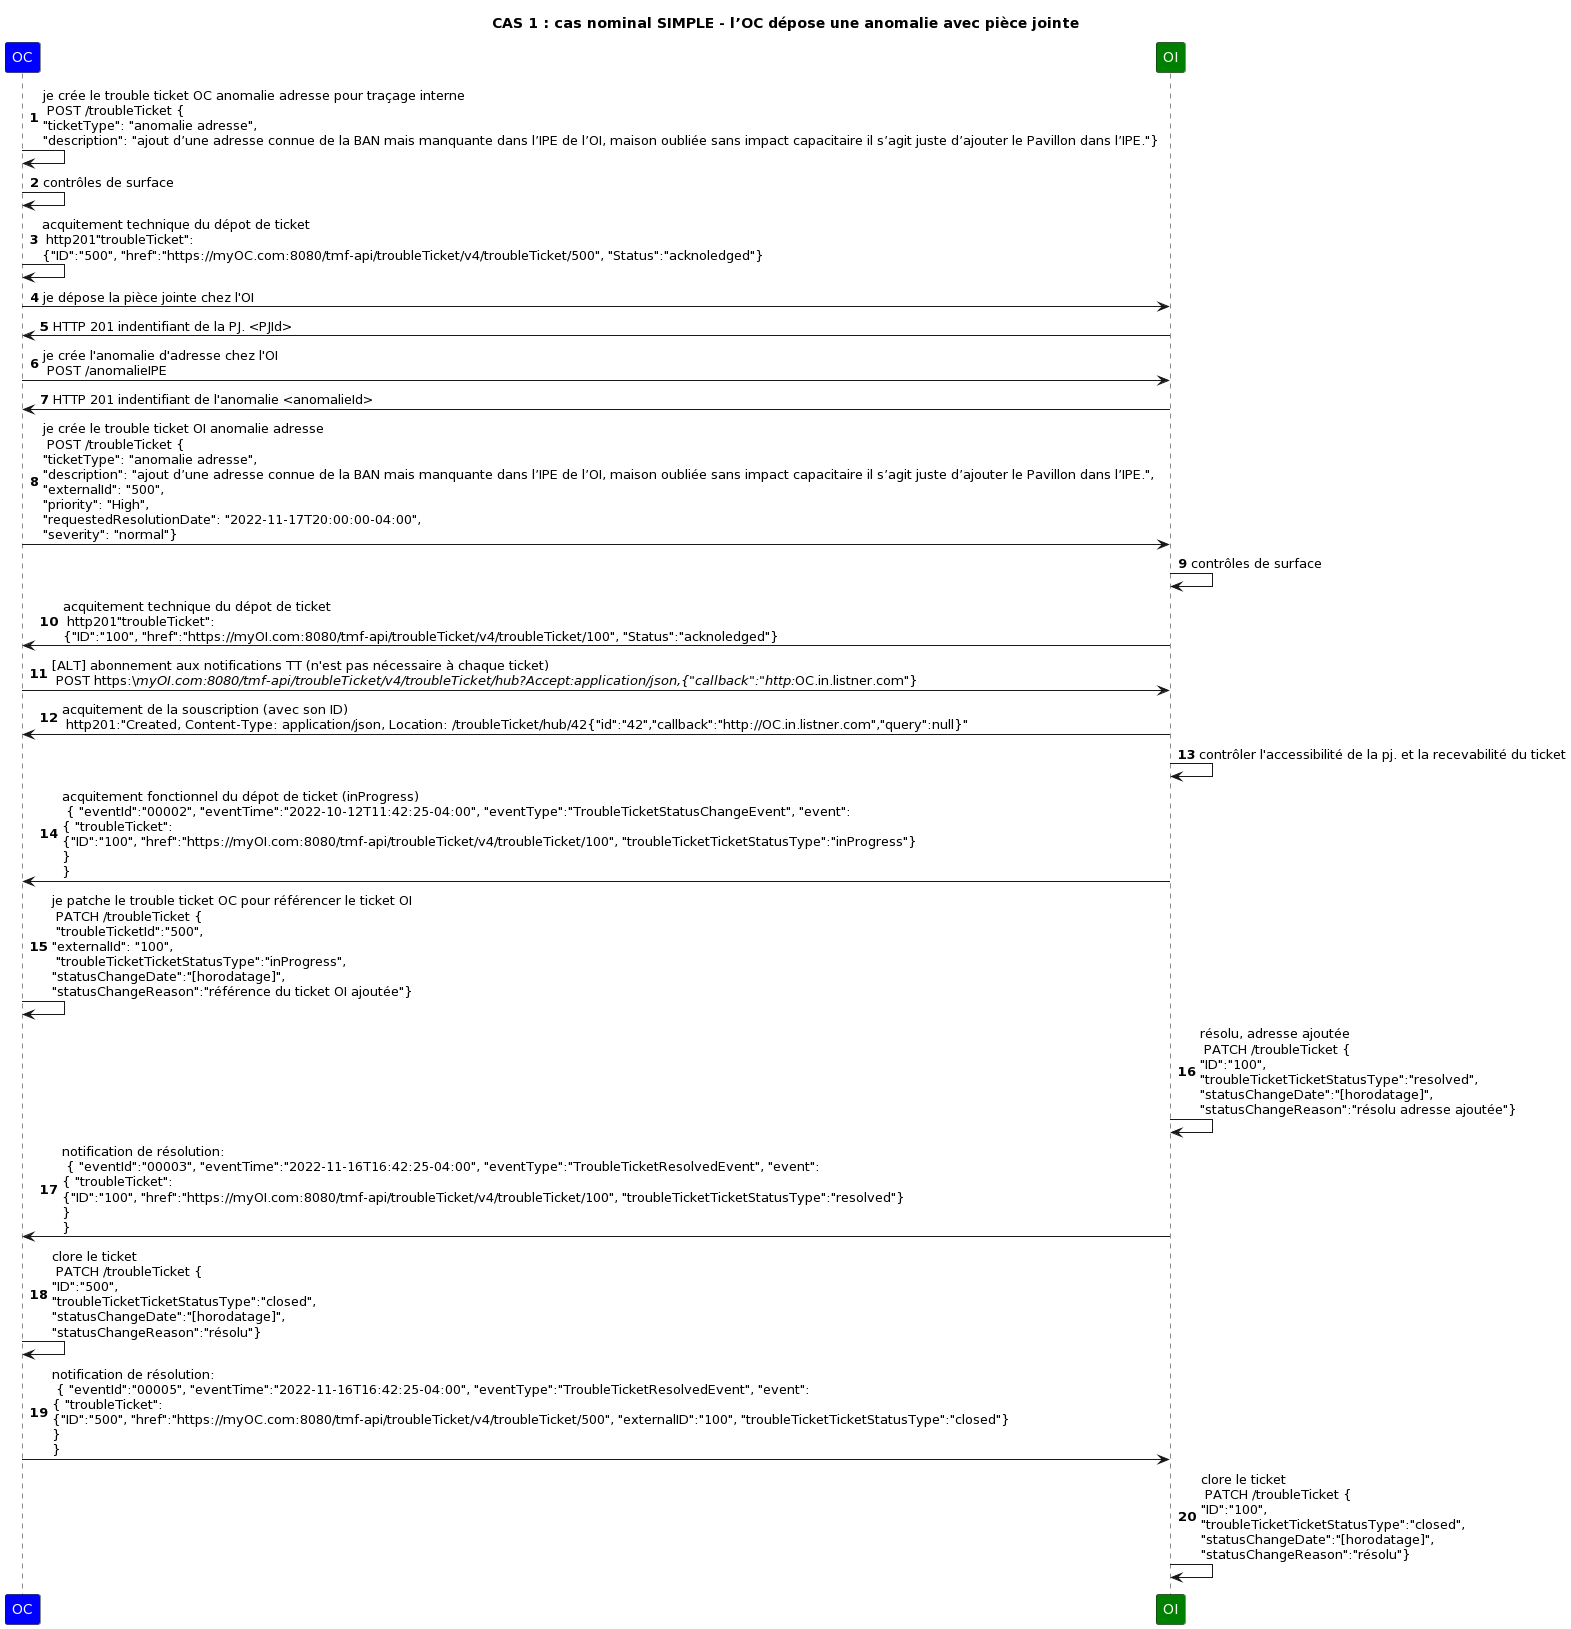 CAS 1 : cas nominal SIMPLE - l’OC dépose une anomalie avec pièce jointe
OC
OI
je crée le trouble ticket OC anomalie adresse pour traçage interne
1 POST /troubleTicket {
"ticketType": "anomalie adresse",
"description": "ajout d’une adresse connue de la BAN mais manquante dans l’IPE de l’OI, maison oubliée sans impact capacitaire il s’agit juste d’ajouter le Pavillon dans l’IPE."}
2 contrôles de surface
acquitement technique du dépot de ticket
3 http201"troubleTicket":
{"ID":"500", "href":"https://myOC.com:8080/tmf-api/troubleTicket/v4/troubleTicket/500", "Status":"acknoledged"}
4 je dépose la pièce jointe chez l'OI
5 HTTP 201 indentifiant de la PJ. <PJId>
je crée l'anomalie d'adresse chez l'OI
6 POST /anomalieIPE
7 HTTP 201 indentifiant de l'anomalie <anomalieId>
je crée le trouble ticket OI anomalie adresse
POST /troubleTicket {
"ticketType": "anomalie adresse",
8 "description": "ajout d’une adresse connue de la BAN mais manquante dans l’IPE de l’OI, maison oubliée sans impact capacitaire il s’agit juste d’ajouter le Pavillon dans l’IPE.",
"externalId": "500",
"priority": "High",
"requestedResolutionDate": "2022-11-17T20:00:00-04:00",
"severity": "normal"}
9 contrôles de surface
acquitement technique du dépot de ticket
10 http201"troubleTicket":
{"ID":"100", "href":"https://myOI.com:8080/tmf-api/troubleTicket/v4/troubleTicket/100", "Status":"acknoledged"}
[ALT] abonnement aux notifications TT (n'est pas nécessaire à chaque ticket)
11 POST https:\myOI.com:8080/tmf-api/troubleTicket/v4/troubleTicket/hub?Accept:application/json,{"callback":"http:OC.in.listner.com"}
acquitement de la souscription (avec son ID)
12 http201:"Created, Content-Type: application/json, Location: /troubleTicket/hub/42{"id":"42","callback":"http://OC.in.listner.com","query":null}"
13 contrôler l'accessibilité de la pj. et la recevabilité du ticket
acquitement fonctionnel du dépot de ticket (inProgress)
{ "eventId":"00002", "eventTime":"2022-10-12T11:42:25-04:00", "eventType":"TroubleTicketStatusChangeEvent", "event":
{ "troubleTicket":
14 {"ID":"100", "href":"https://myOI.com:8080/tmf-api/troubleTicket/v4/troubleTicket/100", "troubleTicketTicketStatusType":"inProgress"}
}
}
je patche le trouble ticket OC pour référencer le ticket OI
PATCH /troubleTicket {
"troubleTicketId":"500",
15 "externalId": "100",
"troubleTicketTicketStatusType":"inProgress",
"statusChangeDate":"[horodatage]",
"statusChangeReason":"référence du ticket OI ajoutée"}
résolu, adresse ajoutée
PATCH /troubleTicket {
"ID":"100",
16 "troubleTicketTicketStatusType":"resolved",
"statusChangeDate":"[horodatage]",
"statusChangeReason":"résolu adresse ajoutée"}
notification de résolution:
{ "eventId":"00003", "eventTime":"2022-11-16T16:42:25-04:00", "eventType":"TroubleTicketResolvedEvent", "event":
{ "troubleTicket":
17 {"ID":"100", "href":"https://myOI.com:8080/tmf-api/troubleTicket/v4/troubleTicket/100", "troubleTicketTicketStatusType":"resolved"}
}
}
clore le ticket
PATCH /troubleTicket {
"ID":"500",
18 "troubleTicketTicketStatusType":"closed",
"statusChangeDate":"[horodatage]",
"statusChangeReason":"résolu"}
notification de résolution:
{ "eventId":"00005", "eventTime":"2022-11-16T16:42:25-04:00", "eventType":"TroubleTicketResolvedEvent", "event":
{ "troubleTicket":
19 {"ID":"500", "href":"https://myOC.com:8080/tmf-api/troubleTicket/v4/troubleTicket/500", "externalID":"100", "troubleTicketTicketStatusType":"closed"}
}
}
clore le ticket
PATCH /troubleTicket {
"ID":"100",
20 "troubleTicketTicketStatusType":"closed",
"statusChangeDate":"[horodatage]",
"statusChangeReason":"résolu"}
OC
OI